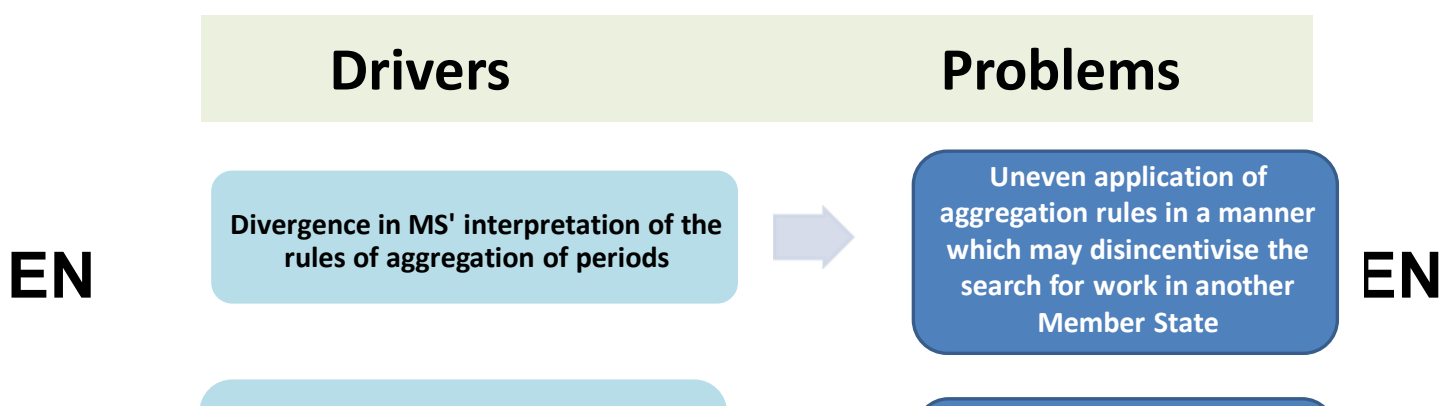 Drivers
Problems
Divergence in MS' interpretation of the
rules of aggregation of periods
Uneven application of
aggregation rules in a manner
which may disincentivise the
search for work in another
Member State
EN
EN